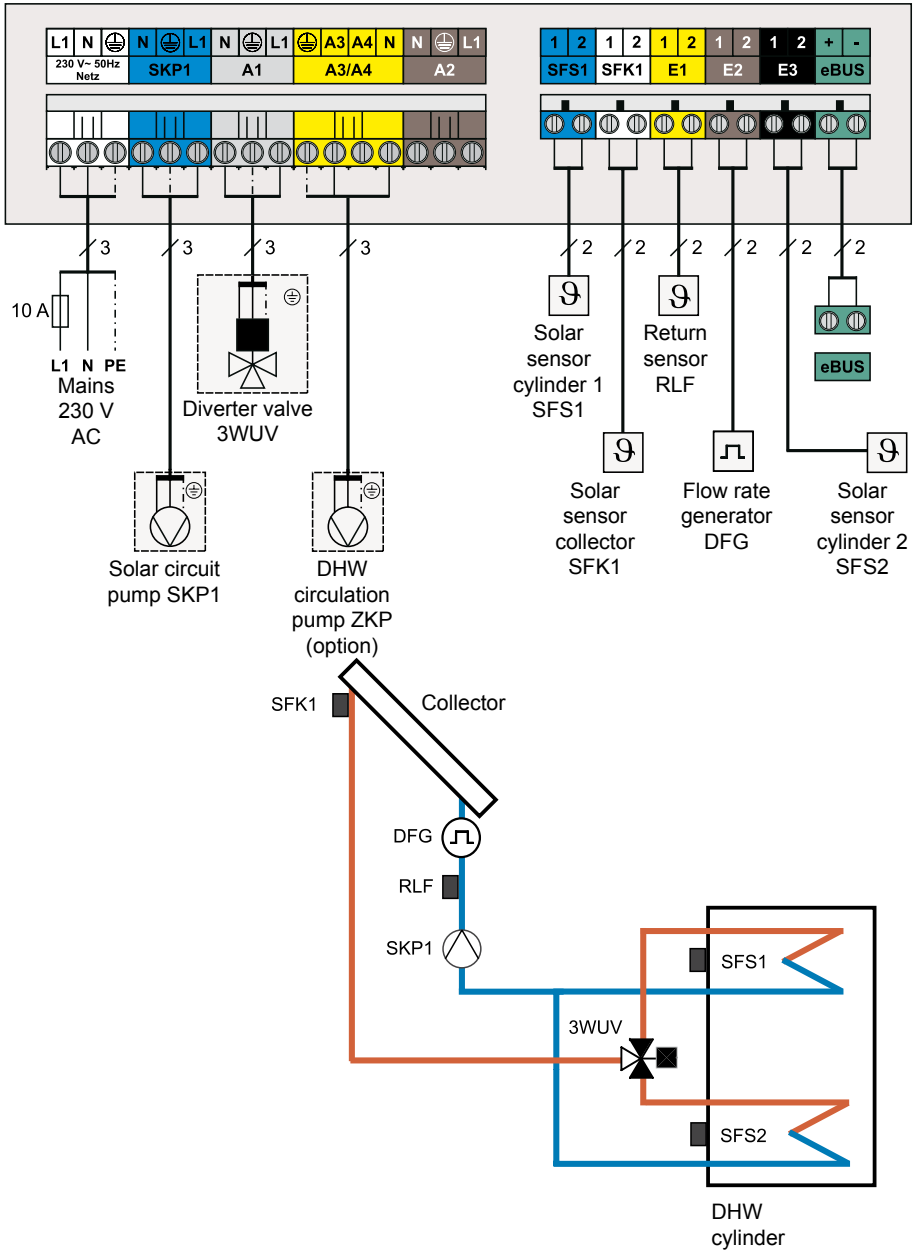 L1 N N L1 N L1 A3 A4 N N L1
230 V~ 50Hz
Netz
SKP1 A1 A3/A4 A2
1 2 1 2 1 2 1 2 1 2 + -
SFS1 SFK1 E1 E2 E3 eBUS
3 3 3 3 2 2 2 2 2 2
10 A
L1 N PE
Mains
230 V
AC
Diverter valve
3WUV
Solar circuit
pump SKP1
DHW
circulation
pump ZKP
(option)
ϑ
Solar
sensor
cylinder 1
SFS1
ϑ
Return
sensor
RLF
eBUS
ϑ
Solar
sensor
collector
SFK1
Flow rate
generator
DFG
ϑ
Solar
sensor
cylinder 2
SFS2
SFK1
Collector
DFG
RLF
SKP1
SFS1
3WUV
SFS2
DHW
cylinder